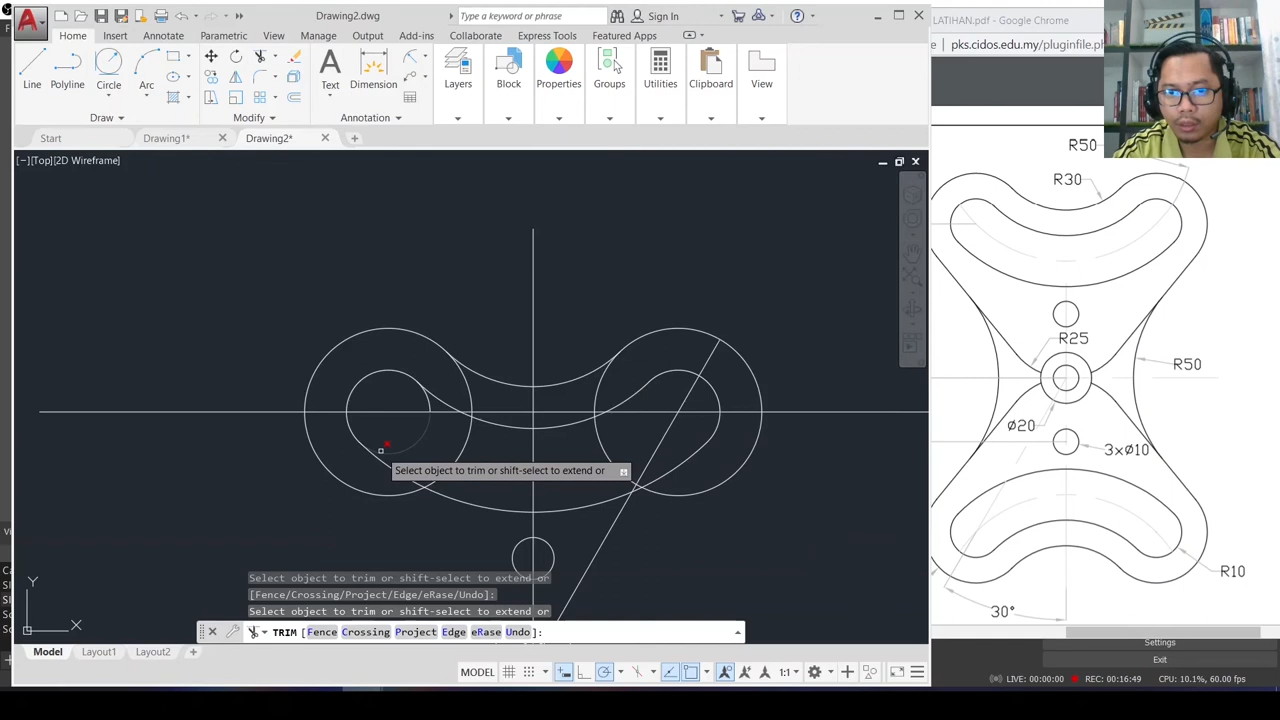 Drawing2.dwg
Type a keyword or phrase
Sign In
LATIHAN.pdf - Google Chrome
pks.cidos.edu.my/pluginfile.ph
Home Insert Annotate Parametric View Manage Output Add-ins Collaborate Express Tools Featured Apps
Line Polyline Circle Arc
Text Dimension
Layers Block Properties Groups Utilities Clipboard View
Draw Modify Annotation
Start Drawing1* Drawing2*
[−][Top][2D Wireframe]
R50
R30
R25
R50
ø20
3xø10
R10
30°
Select object to trim or shift-select to extend or
Y
X
Select object to trim or shift-select to extend or
[Fence/Crossing/Project/Edge/eRase/Undo]:
Select object to trim or shift-select to extend or
TRIM [Fence Crossing Project Edge eRase Undo]:
Model Layout1 Layout2
MODEL 1:1
Settings
Exit
LIVE: 00:00:00 REC: 00:16:49 CPU: 10.1%, 60.00 fps